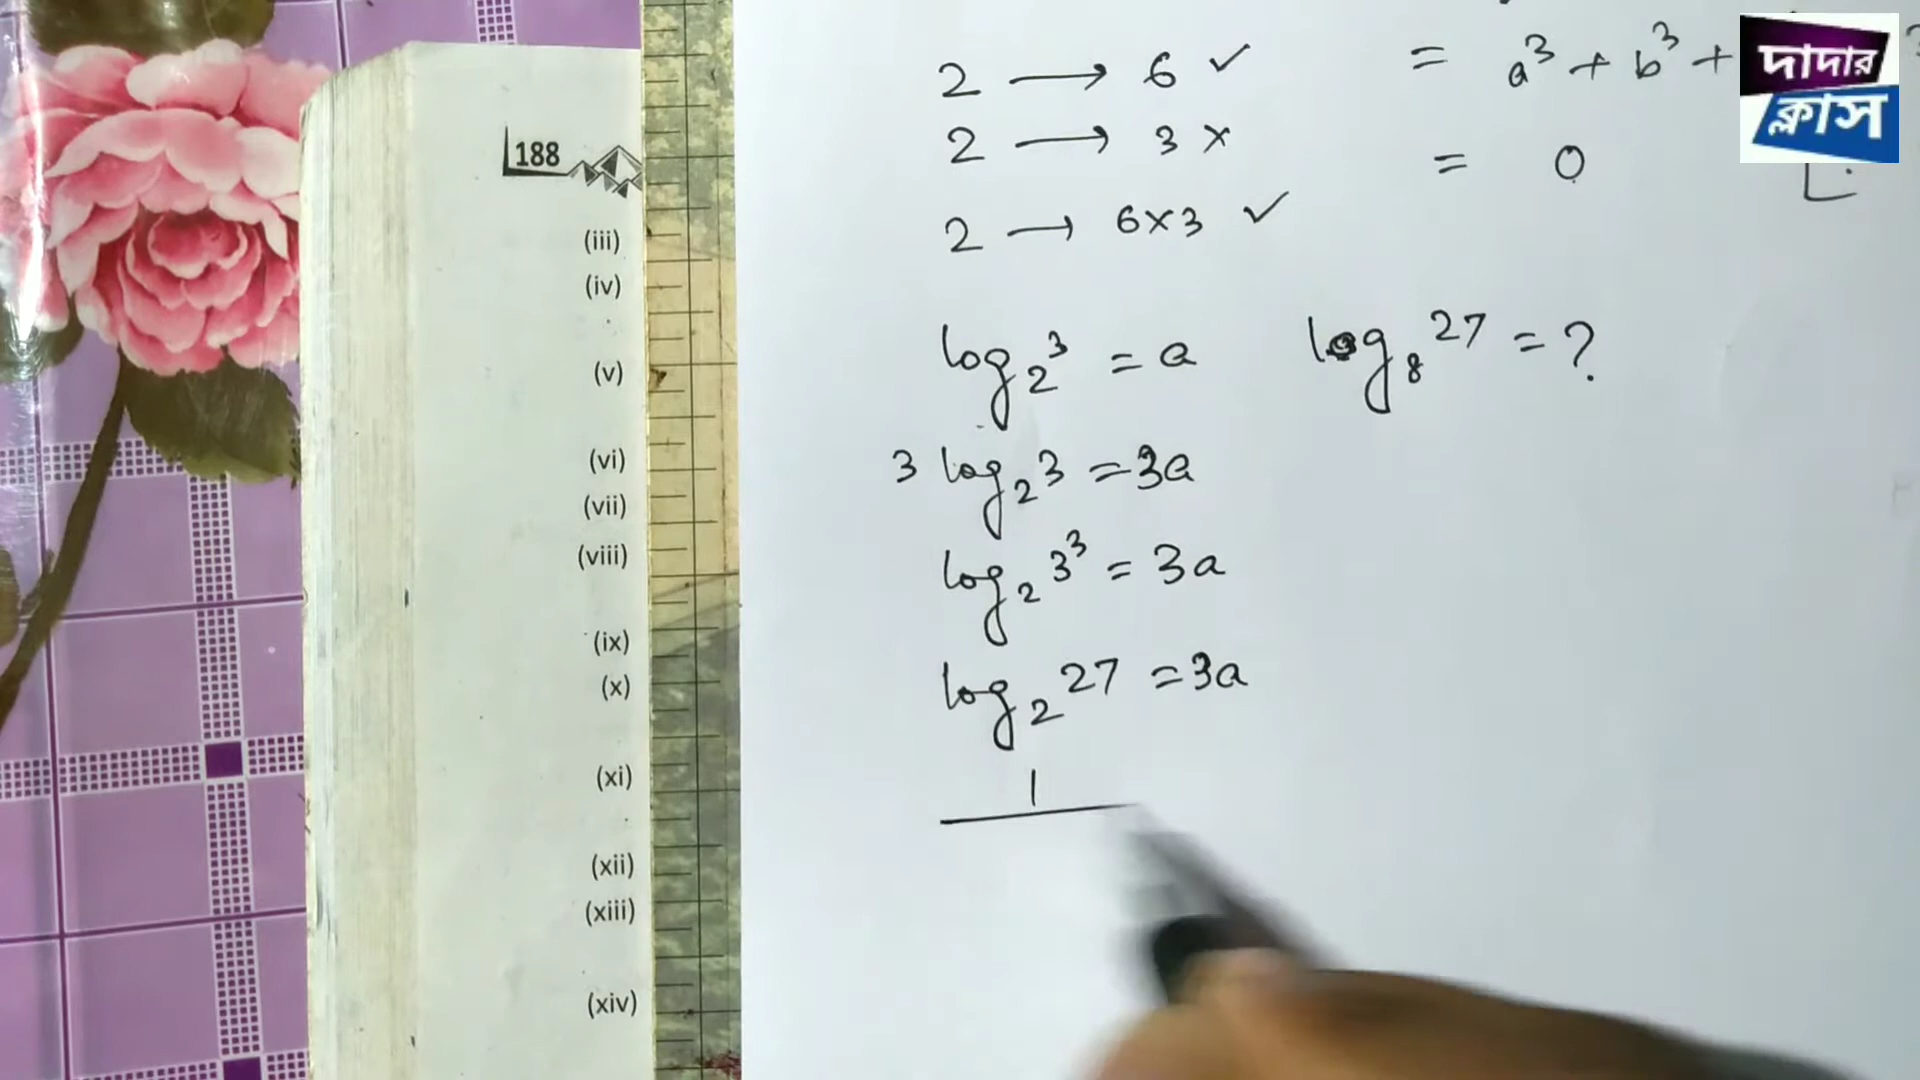 188
(iii)
(iv)
(v)
(vi)
(vii)
(viii)
(ix)
(x)
(xi)
(xii)
(xiii)
(xiv)
2 → 6 ✓
2 → 3 ×
2 → 6×3 ✓
= a³ + b³ +
= 0
log₂³ = a
log₈27 = ?
3 log₂3 = 3a
log₂3³ = 3a
log₂27 = 3a
1
দাদার
ক্লাস